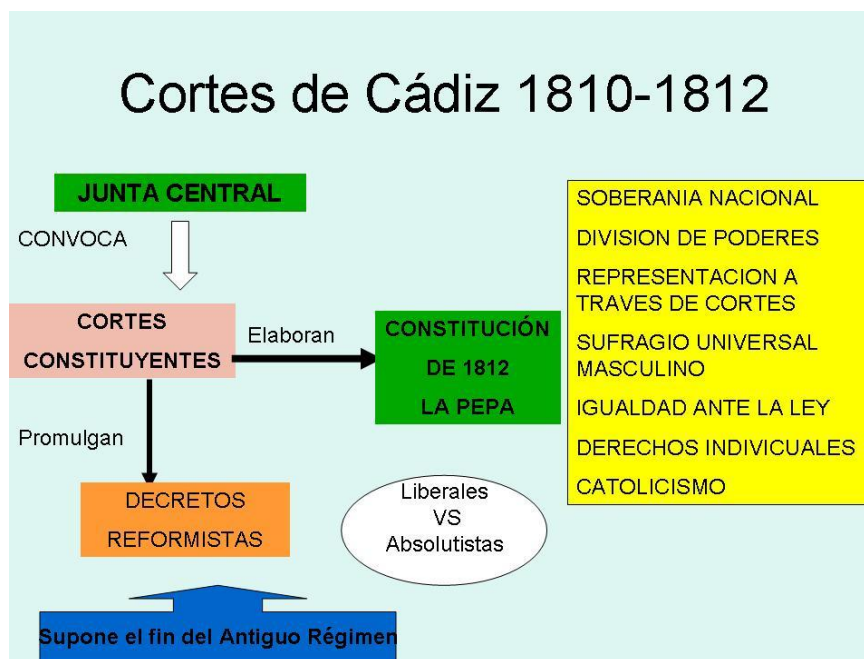 Cortes de Cádiz 1810-1812
JUNTA CENTRAL
CONVOCA
CORTES
CONSTITUYENTES
Elaboran
CONSTITUCIÓN
DE 1812
LA PEPA
SOBERANIA NACIONAL
DIVISION DE PODERES
REPRESENTACION A
TRAVES DE CORTES
SUFRAGIO UNIVERSAL
MASCULINO
IGUALDAD ANTE LA LEY
DERECHOS INDIVICUALES
CATOLICISMO
Promulgan
DECRETOS
REFORMISTAS
Liberales
VS
Absolutistas
Supone el fin del Antiguo Régimen